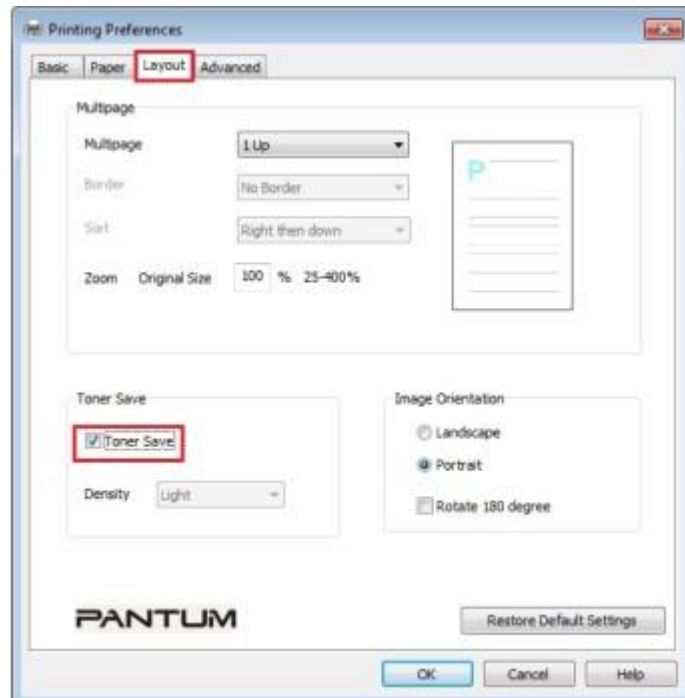 Printing Preferences
Basic Paper Layout Advanced
Multipage
Multipage 1 Up
Border No Border
Sort Right then down
Zoom Original Size 100 % 25-400%
P
Toner Save
Toner Save
Density Light
Image Orientation
Landscape
Portrait
Rotate 180 degree
PANTUM
Restore Default Settings
OK Cancel Help